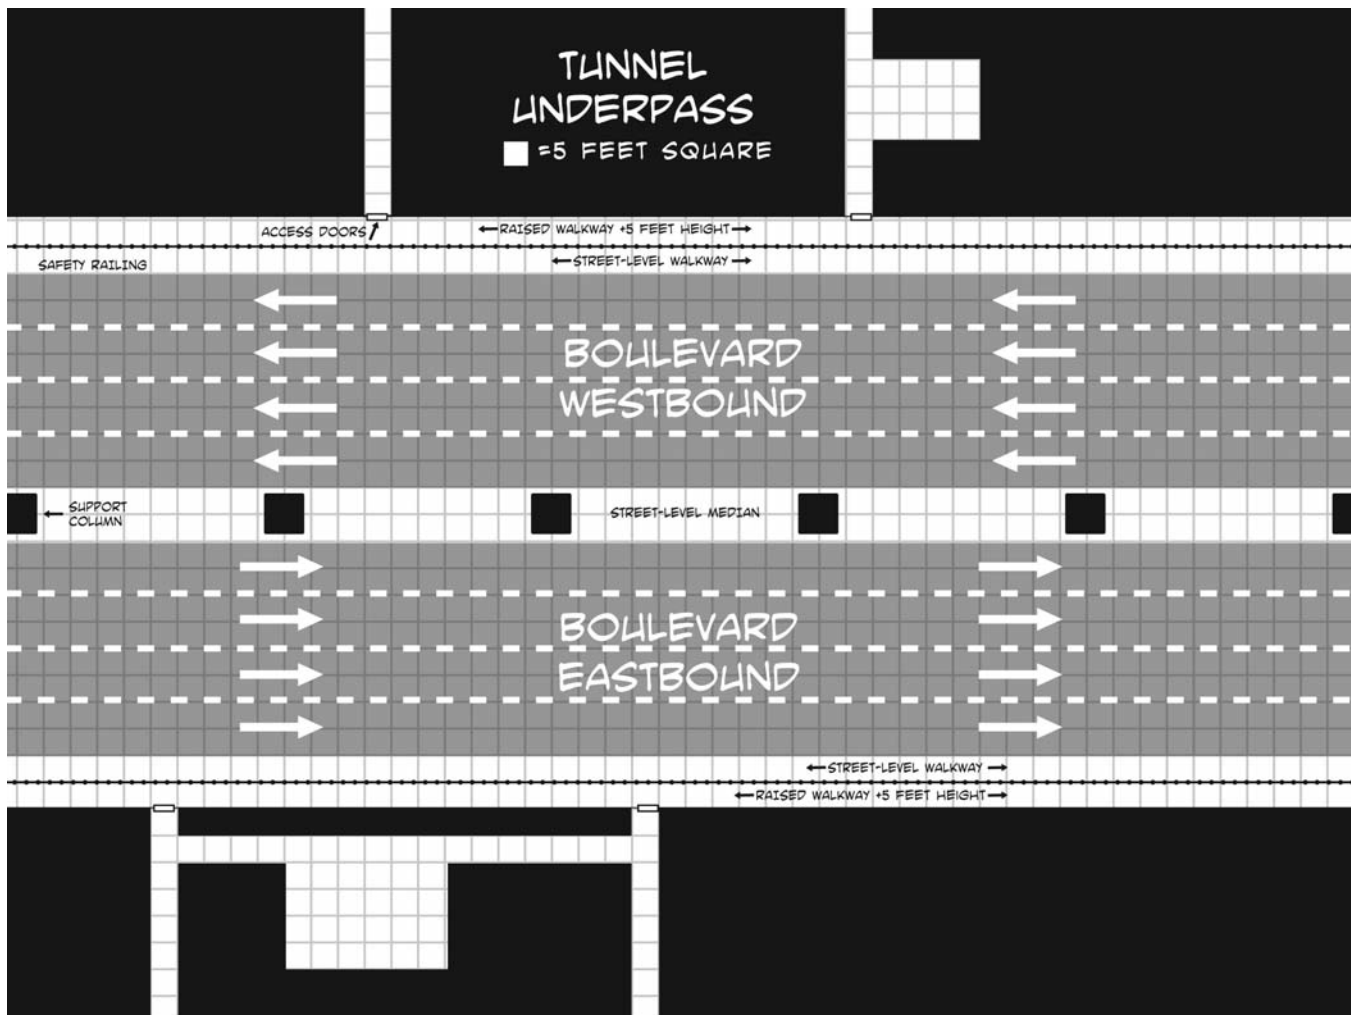 TUNNEL
UNDERPASS
=5 FEET SQUARE
ACCESS DOORS
RAISED WALKWAY +5 FEET HEIGHT
SAFETY RAILING
STREET-LEVEL WALKWAY
BOULEVARD
WESTBOUND
SUPPORT
COLUMN
STREET-LEVEL MEDIAN
BOULEVARD
EASTBOUND
STREET-LEVEL WALKWAY
RAISED WALKWAY +5 FEET HEIGHT